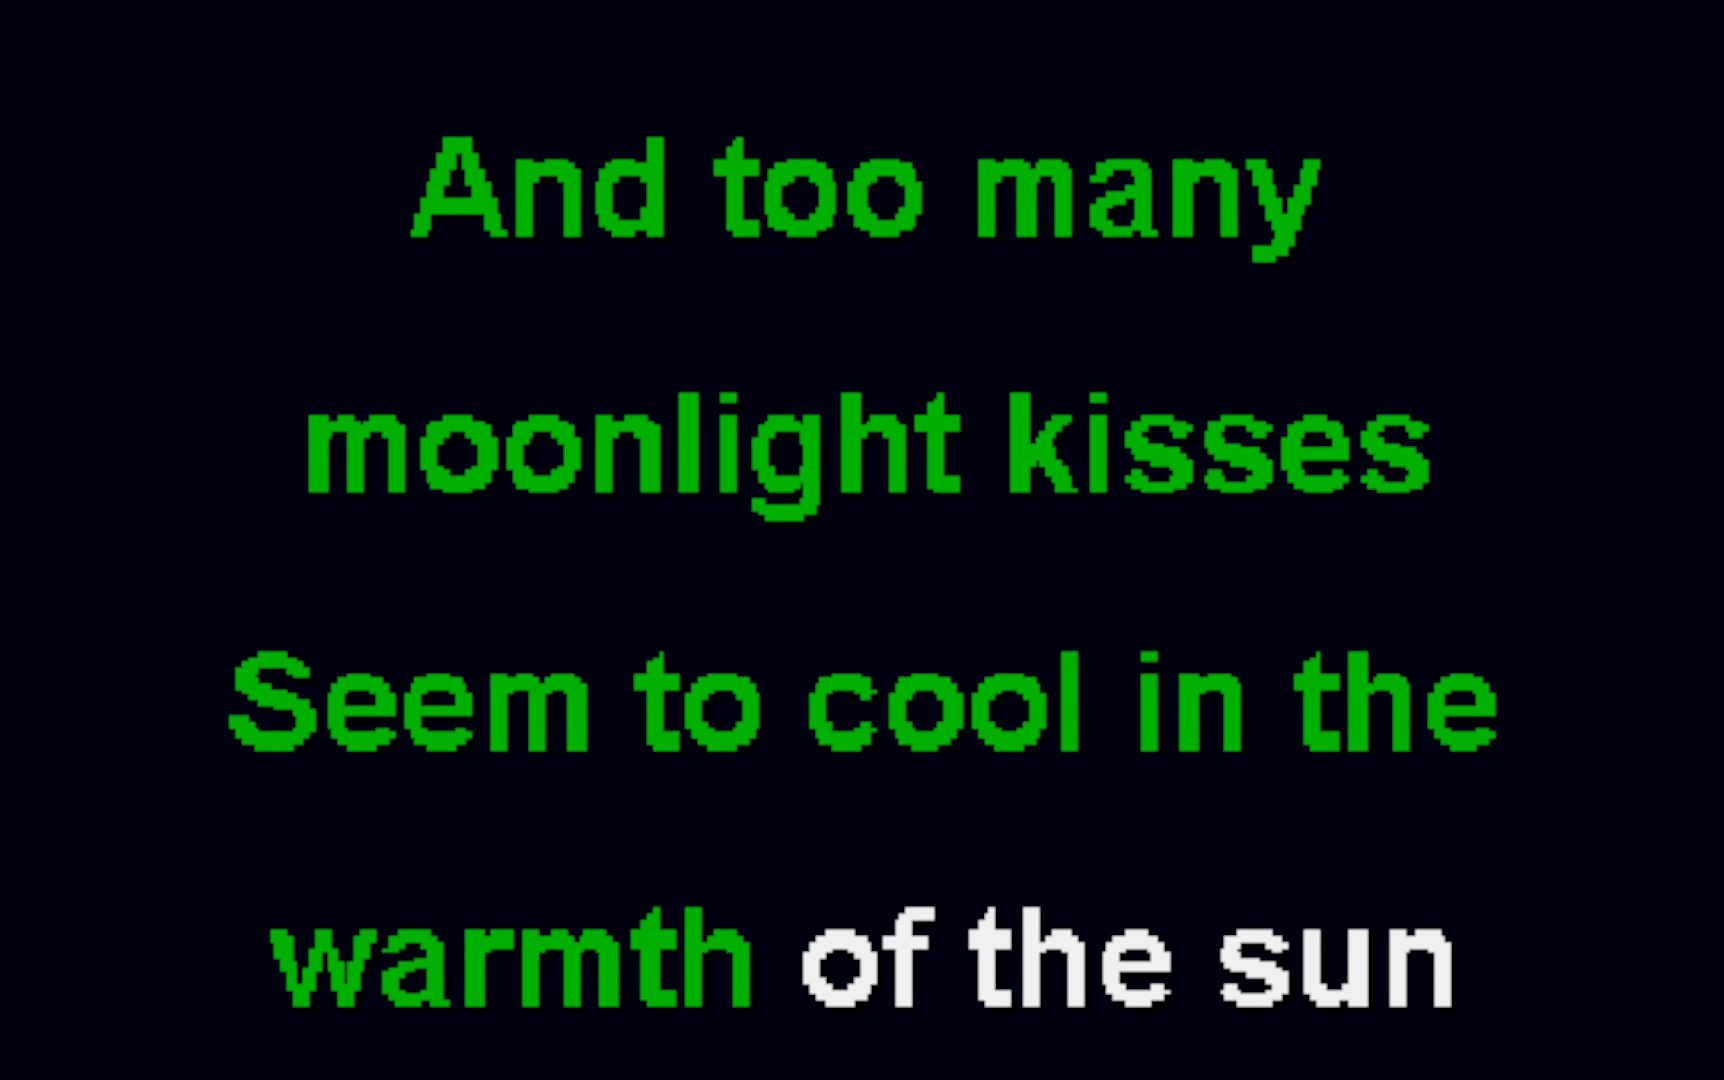 And too many
moonlight kisses
Seem to cool in the
warmth of the sun